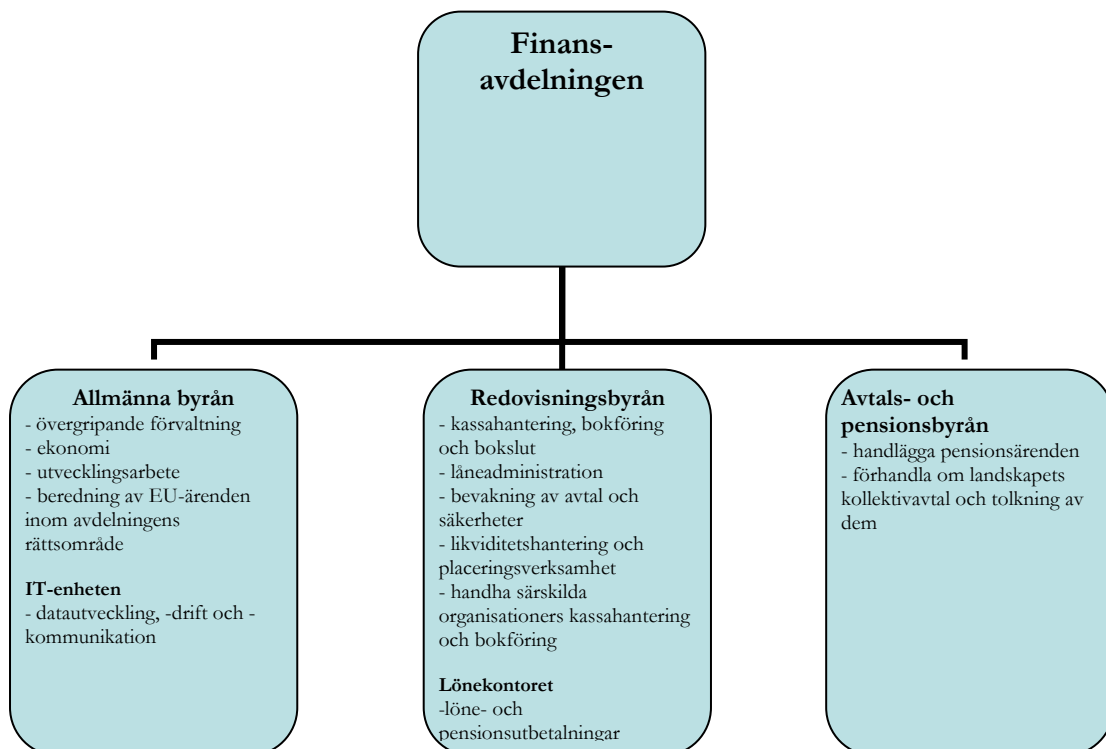 Finans-
avdelningen
Allmänna byrån
- övergripande förvaltning
- ekonomi
- utvecklingsarbete
- beredning av EU-ärenden
inom avdelningens
rättsområde
IT-enheten
- datautveckling, -drift och -
kommunikation
Redovisningsbyrån
- kassahantering, bokföring
och bokslut
- låneadministration
- bevakning av avtal och
säkerheter
- likviditetshantering och
placeringsverksamhet
- handha särskilda
organisationers kassahantering
och bokföring
Lönekontoret
-löne- och
pensionsutbetalningar
Avtals- och
pensionsbyrån
- handlägga pensionsärenden
- förhandla om landskapets
kollektivavtal och tolkning av
dem